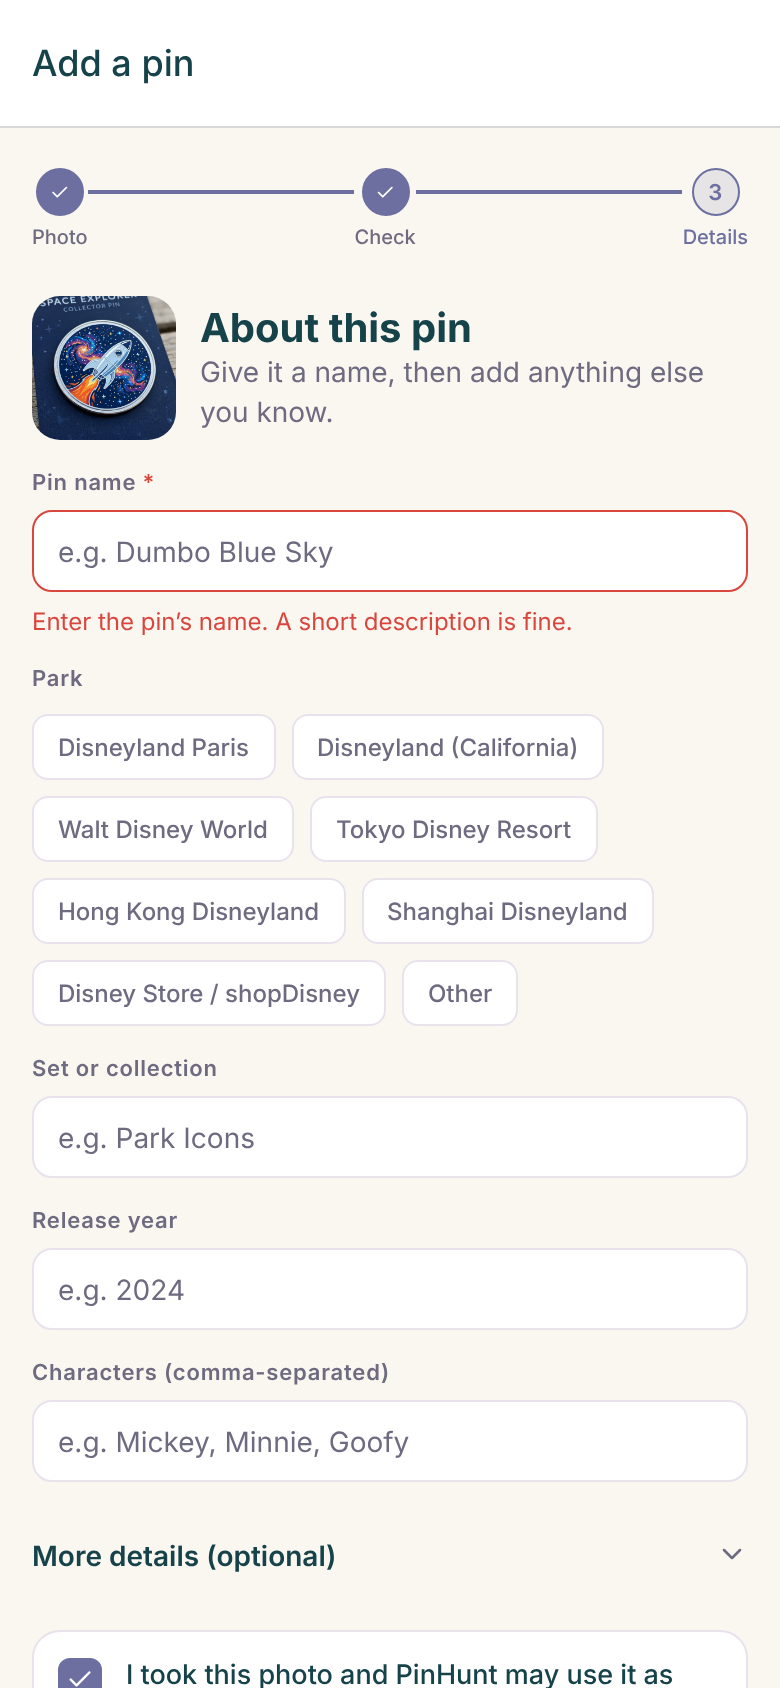 Add a pin
3
Photo
Check
Details
SPACE EXPLORER
COLLECTOR PIN
About this pin
Give it a name, then add anything else
you know.
Pin name *
e.g. Dumbo Blue Sky
Enter the pin’s name. A short description is fine.
Park
Disneyland Paris
Disneyland (California)
Walt Disney World
Tokyo Disney Resort
Hong Kong Disneyland
Shanghai Disneyland
Disney Store / shopDisney
Other
Set or collection
e.g. Park Icons
Release year
e.g. 2024
Characters (comma-separated)
e.g. Mickey, Minnie, Goofy
More details (optional)
I took this photo and PinHunt may use it as